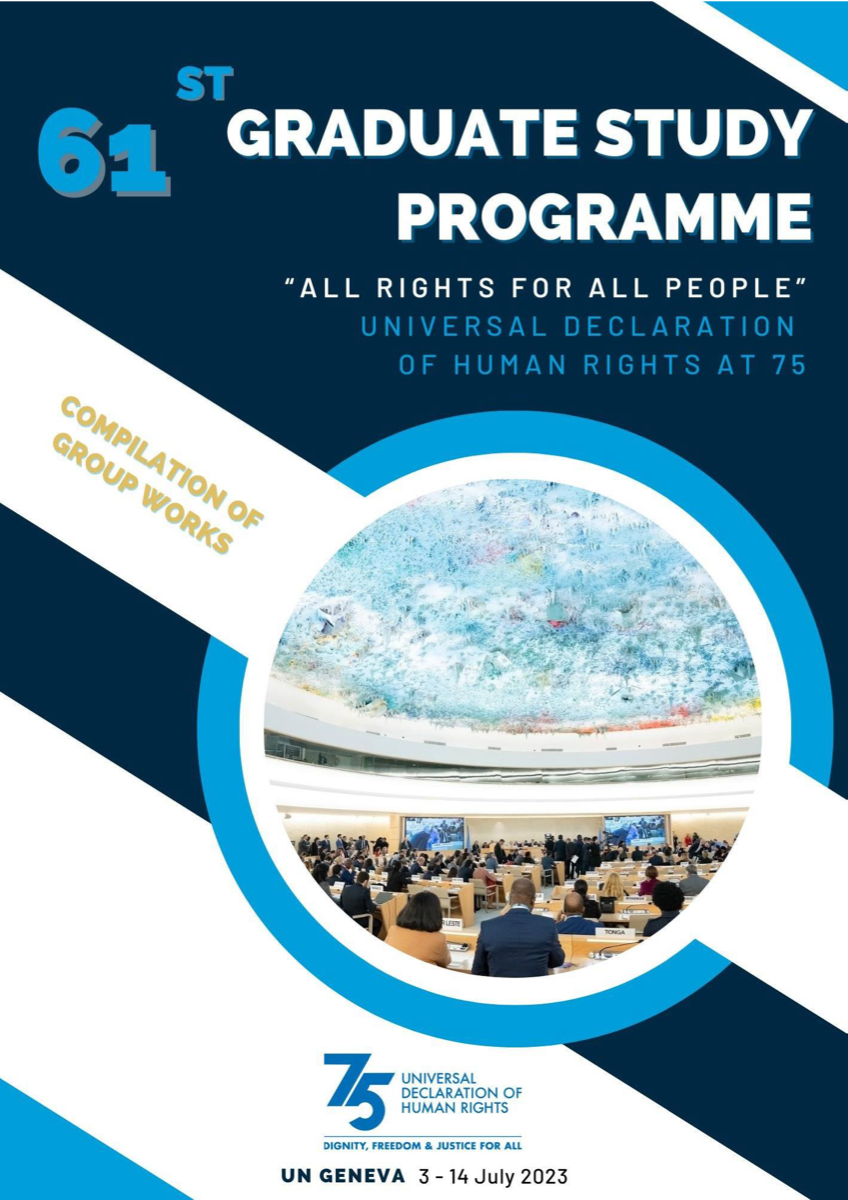 61ST
GRADUATE STUDY
PROGRAMME
“ALL RIGHTS FOR ALL PEOPLE”
UNIVERSAL DECLARATION
OF HUMAN RIGHTS AT 75
COMPILATION OF
GROUP WORKS
TONGA
75
UNIVERSAL
DECLARATION OF
HUMAN RIGHTS
DIGNITY, FREEDOM & JUSTICE FOR ALL
UN GENEVA 3 - 14 July 2023